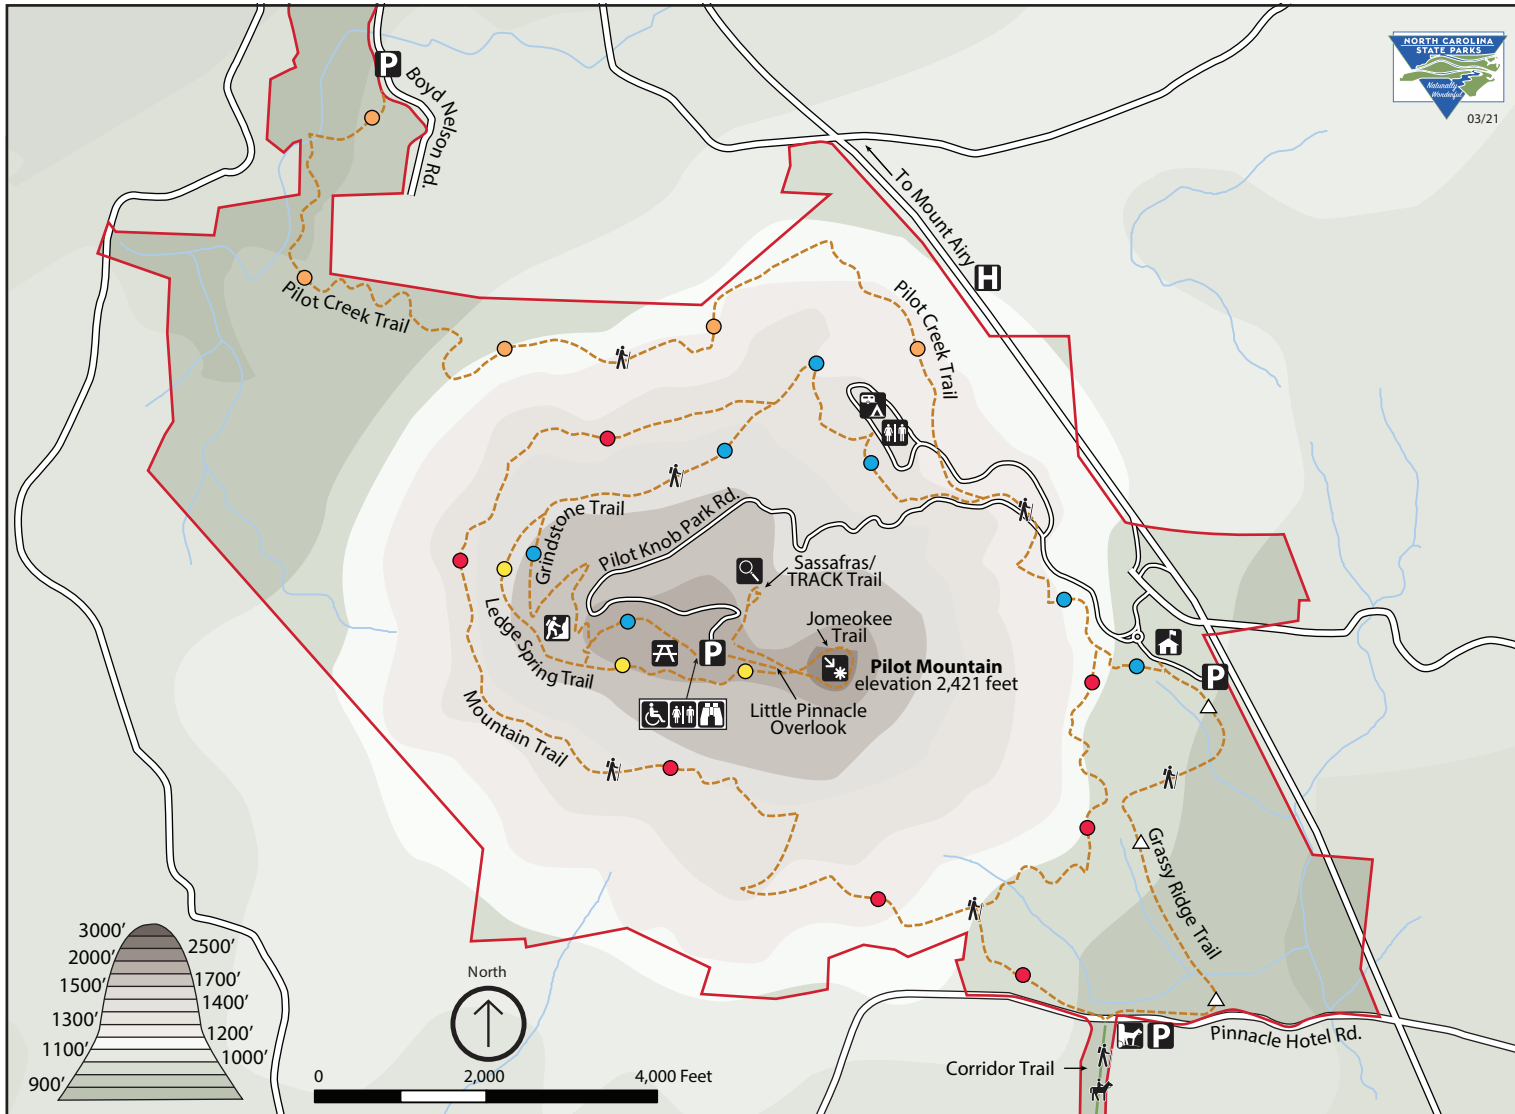 NORTH CAROLINA
STATE PARKS
Naturally
Wonderful
03/21
P
Boyd Nelson Rd.
To Mount Airy
H
Pilot Creek Trail
Pilot Creek Trail
Grindstone Trail
Pilot Knob Park Rd.
Sassafras/
TRACK Trail
Ledge Spring Trail
Jomeokee
Trail
P
Pilot Mountain
elevation 2,421 feet
P
Little Pinnacle
Overlook
Mountain Trail
Grassy Ridge Trail
3000’
2500’
2000’
1700’
1500’
1400’
1300’
1200’
1100’
1000’
900’
North
0
2,000
4,000 Feet
P
Pinnacle Hotel Rd.
Corridor Trail